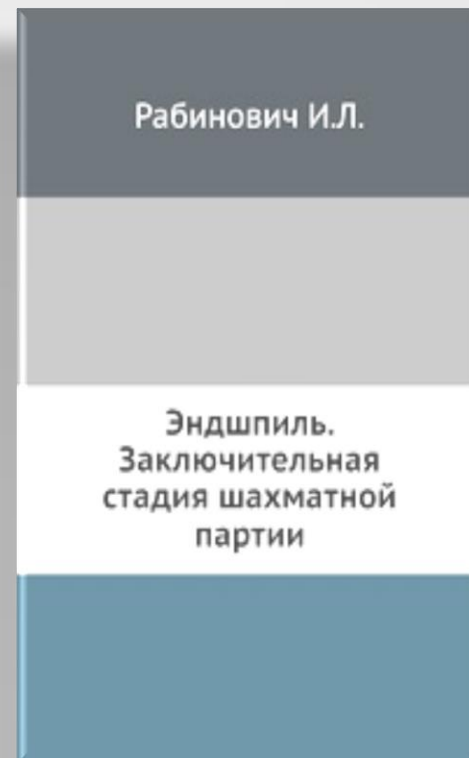 Рабинович И.Л.
Эндшпиль.
Заключительная
стадия шахматной
партии